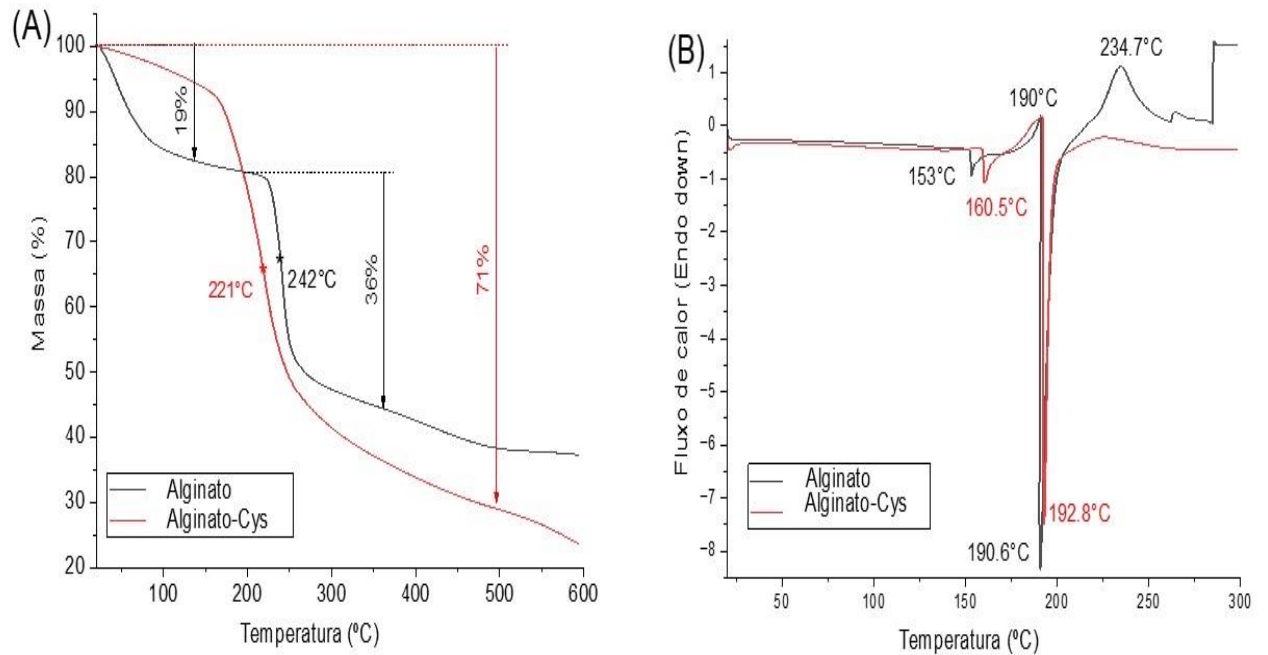 (A)
100
90
80
70
60
50
40
30
20
Massa (%)
19%
36%
71%
221°C
*
*
242°C
Alginato
Alginato-Cys
100
200
300
400
500
600
Temperatura (ºC)
(B)
1
0
−1
−2
−3
−4
−5
−6
−7
−8
Fluxo de calor (Endo down)
234.7°C
190°C
153°C
160.5°C
Alginato
Alginato-Cys
192.8°C
190.6°C
50
100
150
200
250
300
Temperatura (ºC)